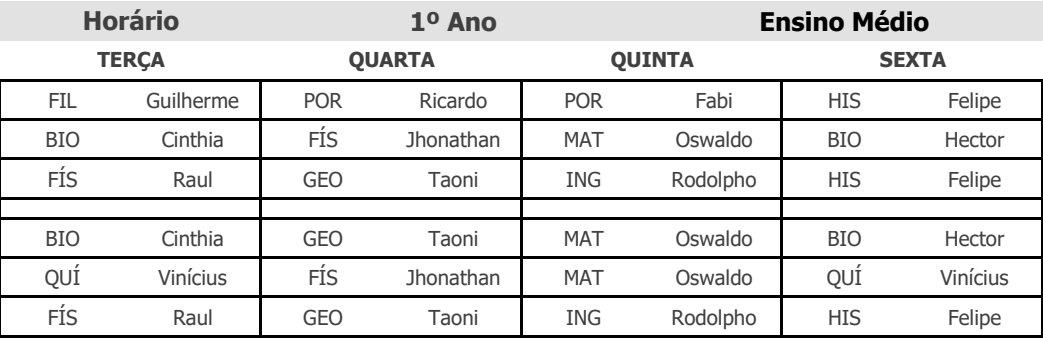 Horário 1º Ano Ensino Médio
TERÇA QUARTA QUINTA SEXTA
FIL Guilherme POR Ricardo POR Fabi HIS Felipe
BIO Cinthia FÍS Jhonathan MAT Oswaldo BIO Hector
FÍS Raul GEO Taoni ING Rodolpho HIS Felipe
BIO Cinthia GEO Taoni MAT Oswaldo BIO Hector
QUÍ Vinícius FÍS Jhonathan MAT Oswaldo QUÍ Vinícius
FÍS Raul GEO Taoni ING Rodolpho HIS Felipe